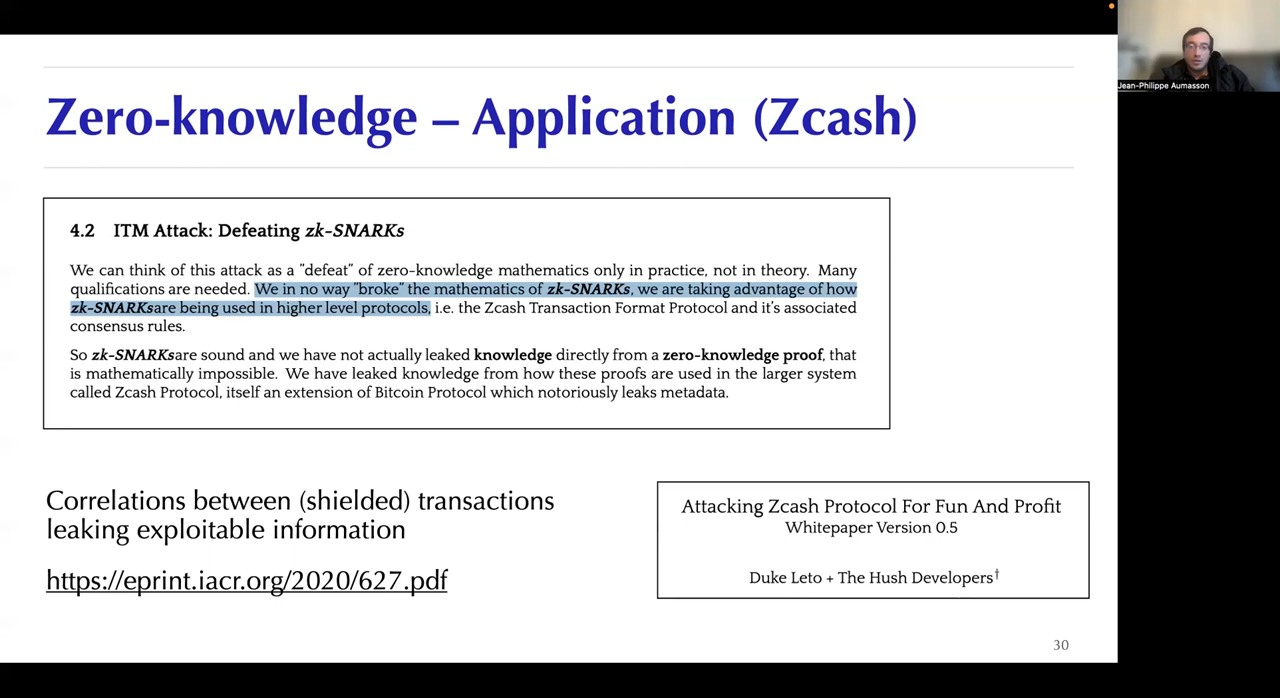 Jean-Philippe Aumasson
Zero-knowledge – Application (Zcash)
4.2 ITM Attack: Defeating zk-SNARKs
We can think of this attack as a "defeat" of zero-knowledge mathematics only in practice, not in theory. Many
qualifications are needed. We in no way "broke" the mathematics of zk-SNARKs, we are taking advantage of how
zk-SNARKsare being used in higher level protocols, i.e. the Zcash Transaction Format Protocol and it's associated
consensus rules.
So zk-SNARKsare sound and we have not actually leaked knowledge directly from a zero-knowledge proof, that
is mathematically impossible. We have leaked knowledge from how these proofs are used in the larger system
called Zcash Protocol, itself an extension of Bitcoin Protocol which notoriously leaks metadata.
Correlations between (shielded) transactions
leaking exploitable information
https://eprint.iacr.org/2020/627.pdf
Attacking Zcash Protocol For Fun And Profit
Whitepaper Version 0.5
Duke Leto + The Hush Developers†
30